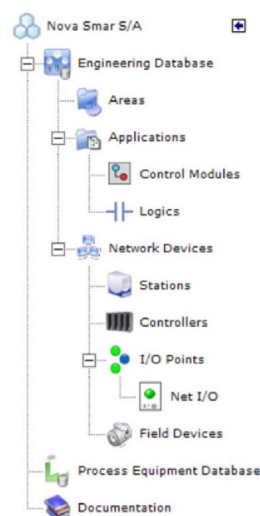 Nova Smar S/A
Engineering Database
Areas
Applications
Control Modules
Logics
Network Devices
Stations
Controllers
I/O Points
Net I/O
Field Devices
Process Equipment Database
Documentation